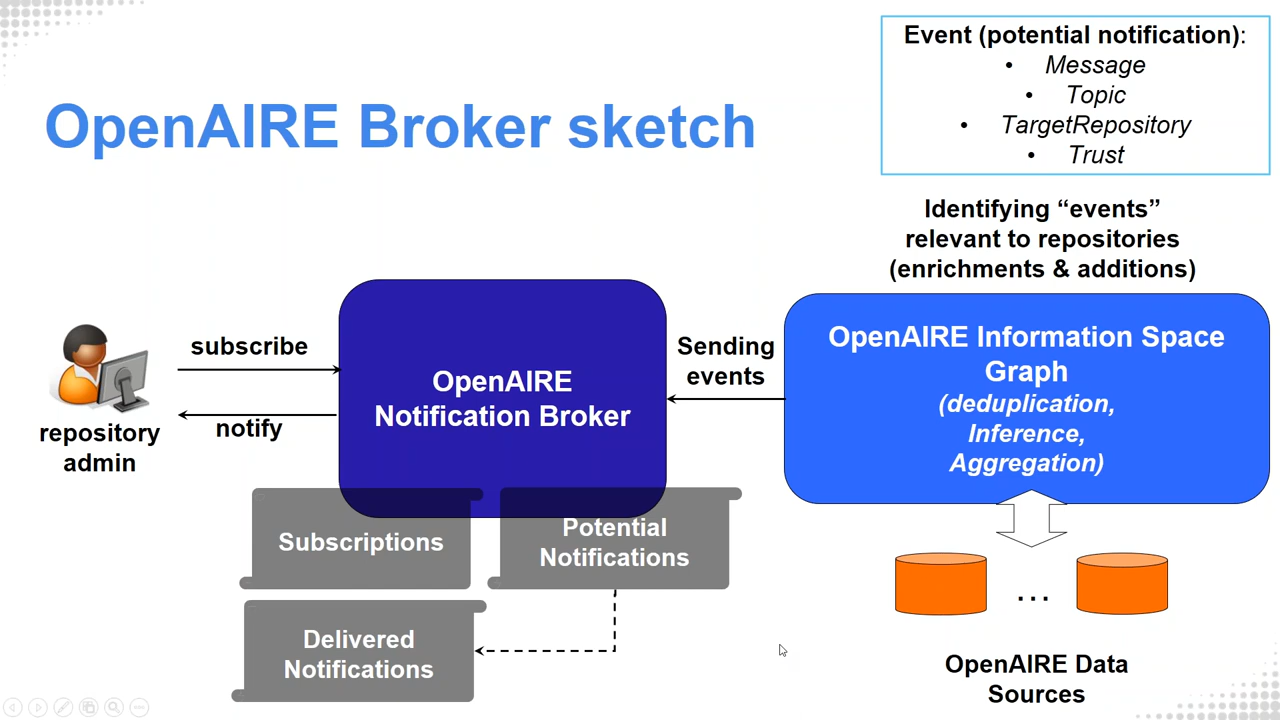 Event (potential notification):
• Message
• Topic
• TargetRepository
• Trust
OpenAIRE Broker sketch
Identifying “events”
relevant to repositories
(enrichments & additions)
subscribe
notify
repository
admin
OpenAIRE
Notification Broker
Sending
events
OpenAIRE Information Space
Graph
(deduplication,
Inference,
Aggregation)
Subscriptions
Potential
Notifications
Delivered
Notifications
...
OpenAIRE Data
Sources